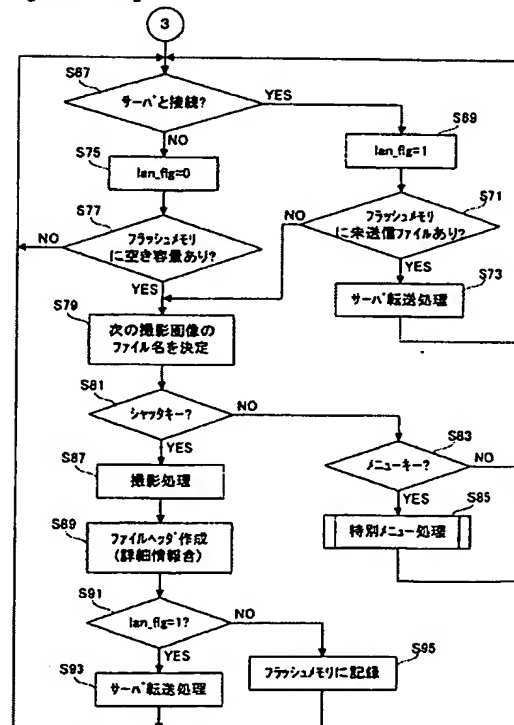 3
S67
サーバと接続?
YES
NO
S69
lan_flg=1
S75
lan_flg=0
S71
フラッシュメモリ
に未送信ファイルあり?
NO
YES
S77
フラッシュメモリ
に空き容量あり?
NO
YES
S73
サーバ転送処理
S79
次の撮影画像の
ファイル名を決定
S81
シャッタキー?
NO
YES
S83
メニューキー?
NO
YES
S87
撮影処理
S85
特別メニュー処理
S89
ファイルヘッダ作成
(詳細情報含)
S91
lan_flg=1?
NO
YES
S93
サーバ転送処理
S95
フラッシュメモリに記録